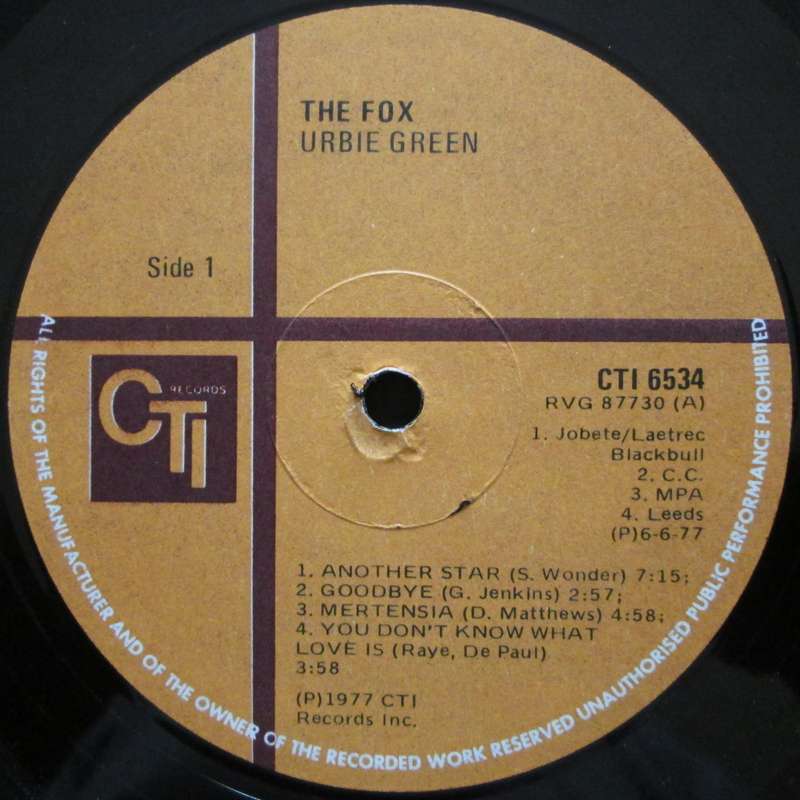 THE FOX
URBIE GREEN
Side 1
CTI RECORDS
CTI 6534
RVG 87730 (A)
1. Jobete/Laetrec
Blackbull
2. C.C.
3. MPA
4. Leeds
(P)6-6-77
1. ANOTHER STAR (S. Wonder) 7:15;
2. GOODBYE (G. Jenkins) 2:57;
3. MERTENSIA (D. Matthews) 4:58;
4. YOU DON'T KNOW WHAT
LOVE IS (Raye, De Paul)
3:58
(P)1977 CTI
Records Inc.
ALL RIGHTS OF THE MANUFACTURER AND OF THE OWNER OF THE RECORDED WORK RESERVED UNAUTHORISED PUBLIC PERFORMANCE PROHIBITED